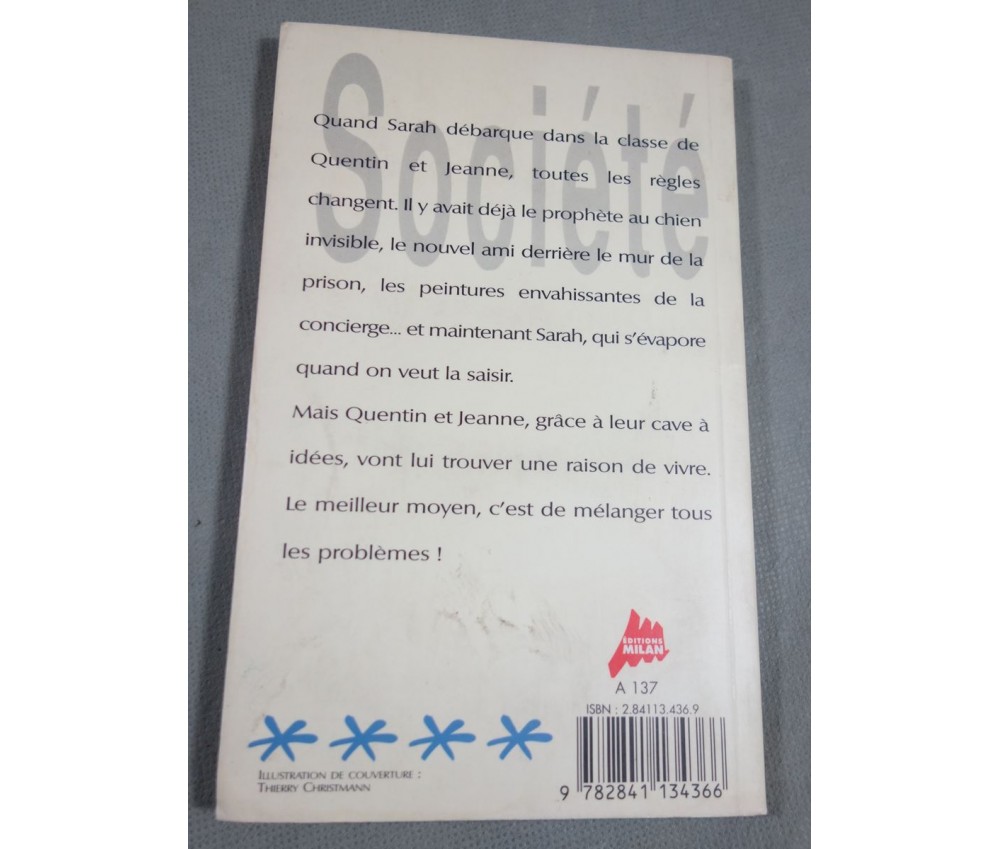 Société
Quand Sarah débarque dans la classe de
Quentin et Jeanne, toutes les règles
changent. Il y avait déjà le prophète au chien
invisible, le nouvel ami derrière le mur de la
prison, les peintures envahissantes de la
concierge... et maintenant Sarah, qui s'évapore
quand on veut la saisir.
Mais Quentin et Jeanne, grâce à leur cave à
idées, vont lui trouver une raison de vivre.
Le meilleur moyen, c'est de mélanger tous
les problèmes !
ÉDITIONS
MILAN
A 137
ISBN : 2.84113.436.9
9 782841 134366
ILLUSTRATION DE COUVERTURE :
THIERRY CHRISTMANN